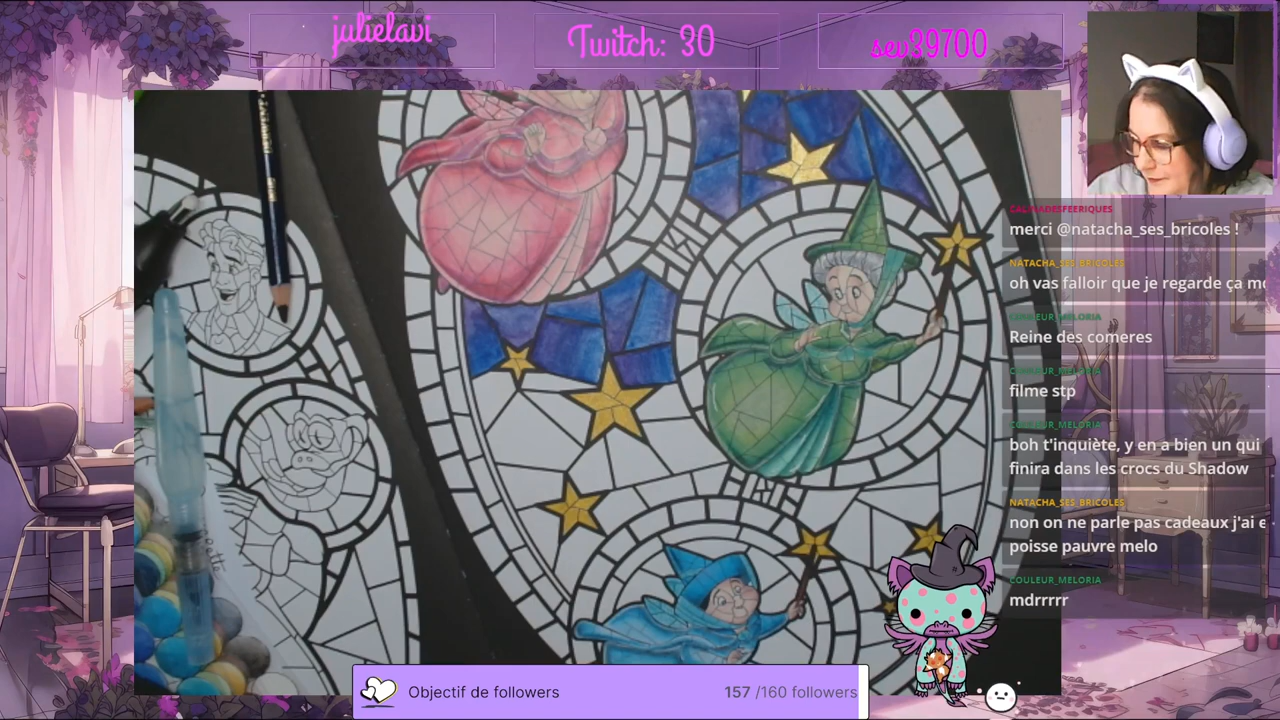 julielavi
Twitch: 30
sev39700
merci @natacha_ses_bricoles !
NATACHA_SES_BRICOLES
oh vas falloir que je regarde ça
COULEUR_MELORIA
Reine des comeres
COULEUR_MELORIA
filme stp
COULEUR_MELORIA
boh t'inquiète, y en a bien un qui
finira dans les crocs du Shadow
NATACHA_SES_BRICOLES
non on ne parle pas cadeaux j'ai
poisse pauvre melo
COULEUR_MELORIA
mdrrrrr
Objectif de followers
157 /160 followers